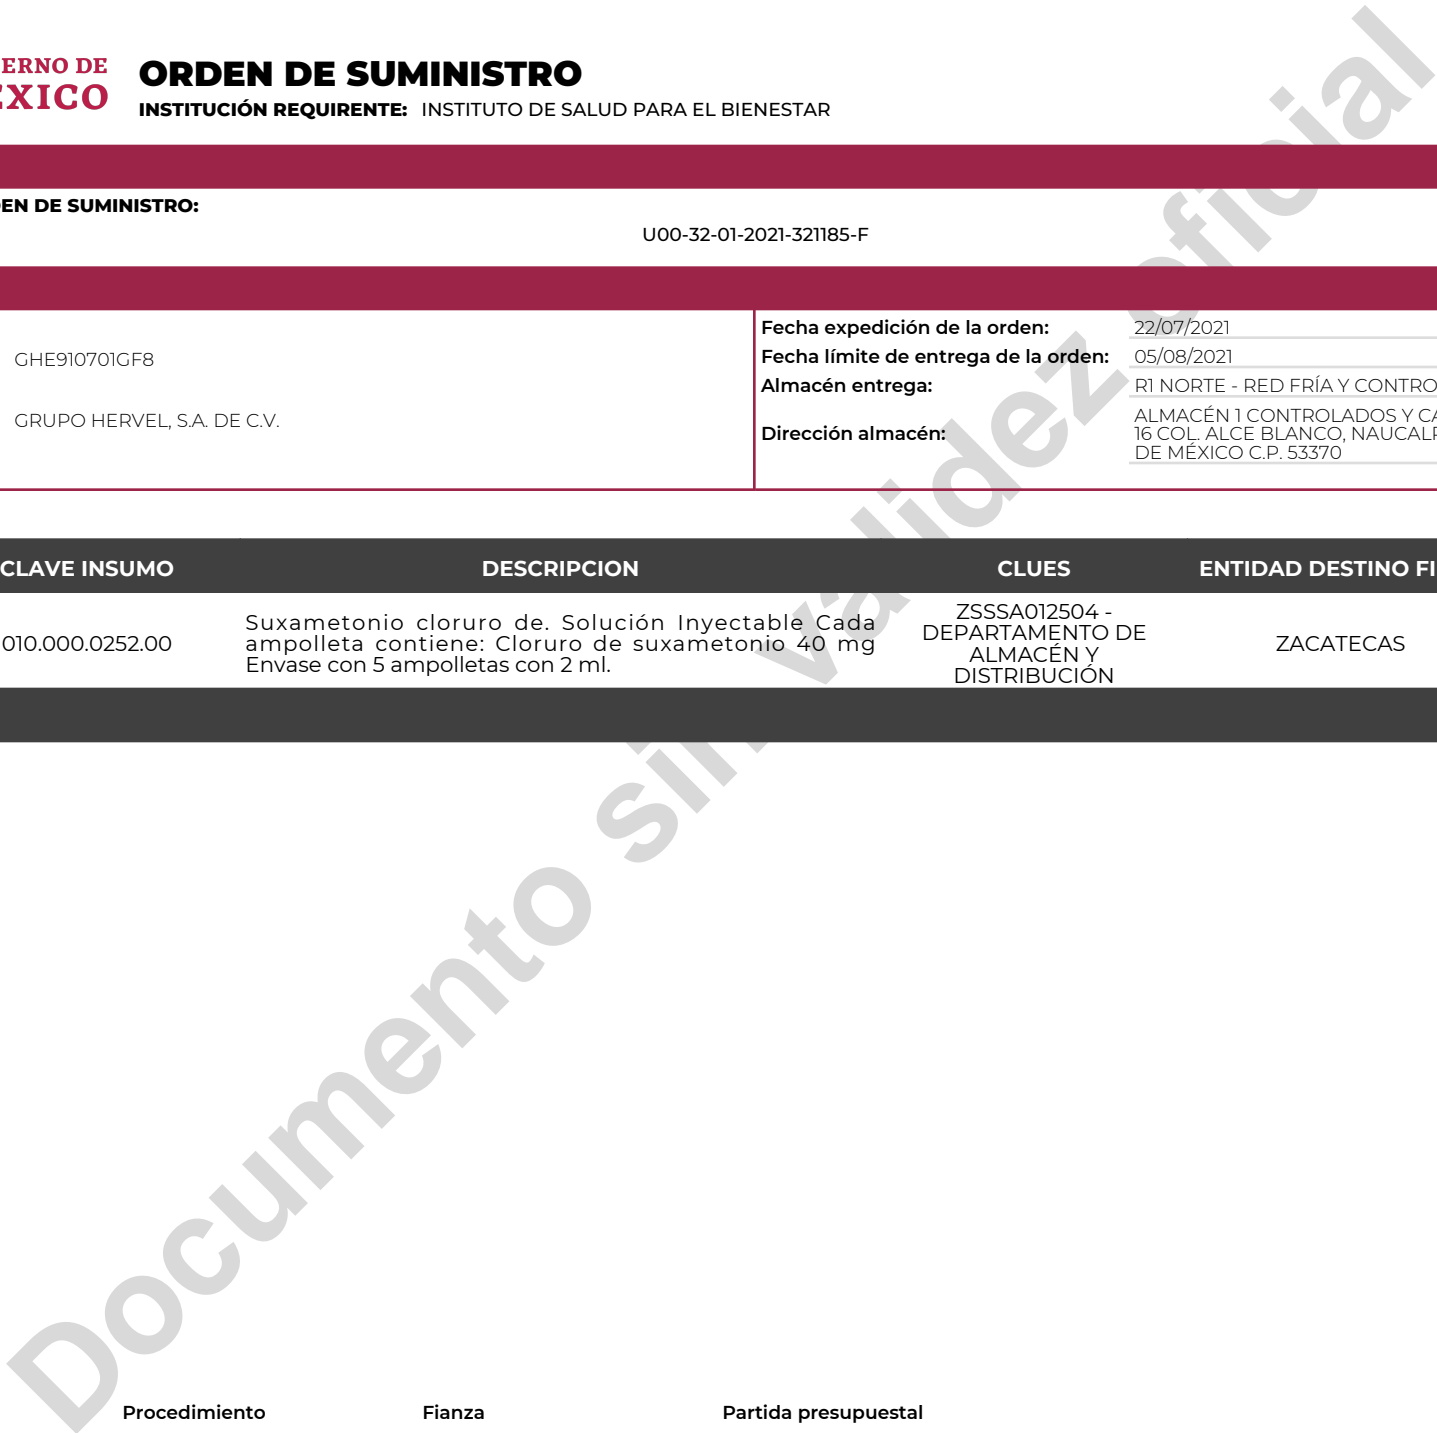 ERNO DE
XICO
ORDEN DE SUMINISTRO
INSTITUCIÓN REQUIRENTE: INSTITUTO DE SALUD PARA EL BIENESTAR
EN DE SUMINISTRO:
U00-32-01-2021-321185-F
GHE910701GF8
GRUPO HERVEL, S.A. DE C.V.
Fecha expedición de la orden: 22/07/2021
Fecha límite de entrega de la orden: 05/08/2021
Almacén entrega: R1 NORTE - RED FRÍA Y CONTRO
Dirección almacén:
ALMACÉN 1 CONTROLADOS Y CA
16 COL. ALCE BLANCO, NAUCALP
DE MÉXICO C.P. 53370
CLAVE INSUMO DESCRIPCION CLUES ENTIDAD DESTINO FI
010.000.0252.00
Suxametonio cloruro de. Solución Inyectable Cada
ampolleta contiene: Cloruro de suxametonio 40 mg
Envase con 5 ampolletas con 2 ml.
ZSSSA012504 -
DEPARTAMENTO DE
ALMACÉN Y
DISTRIBUCIÓN
ZACATECAS
Documento sin validez oficial
Procedimiento Fianza Partida presupuestal